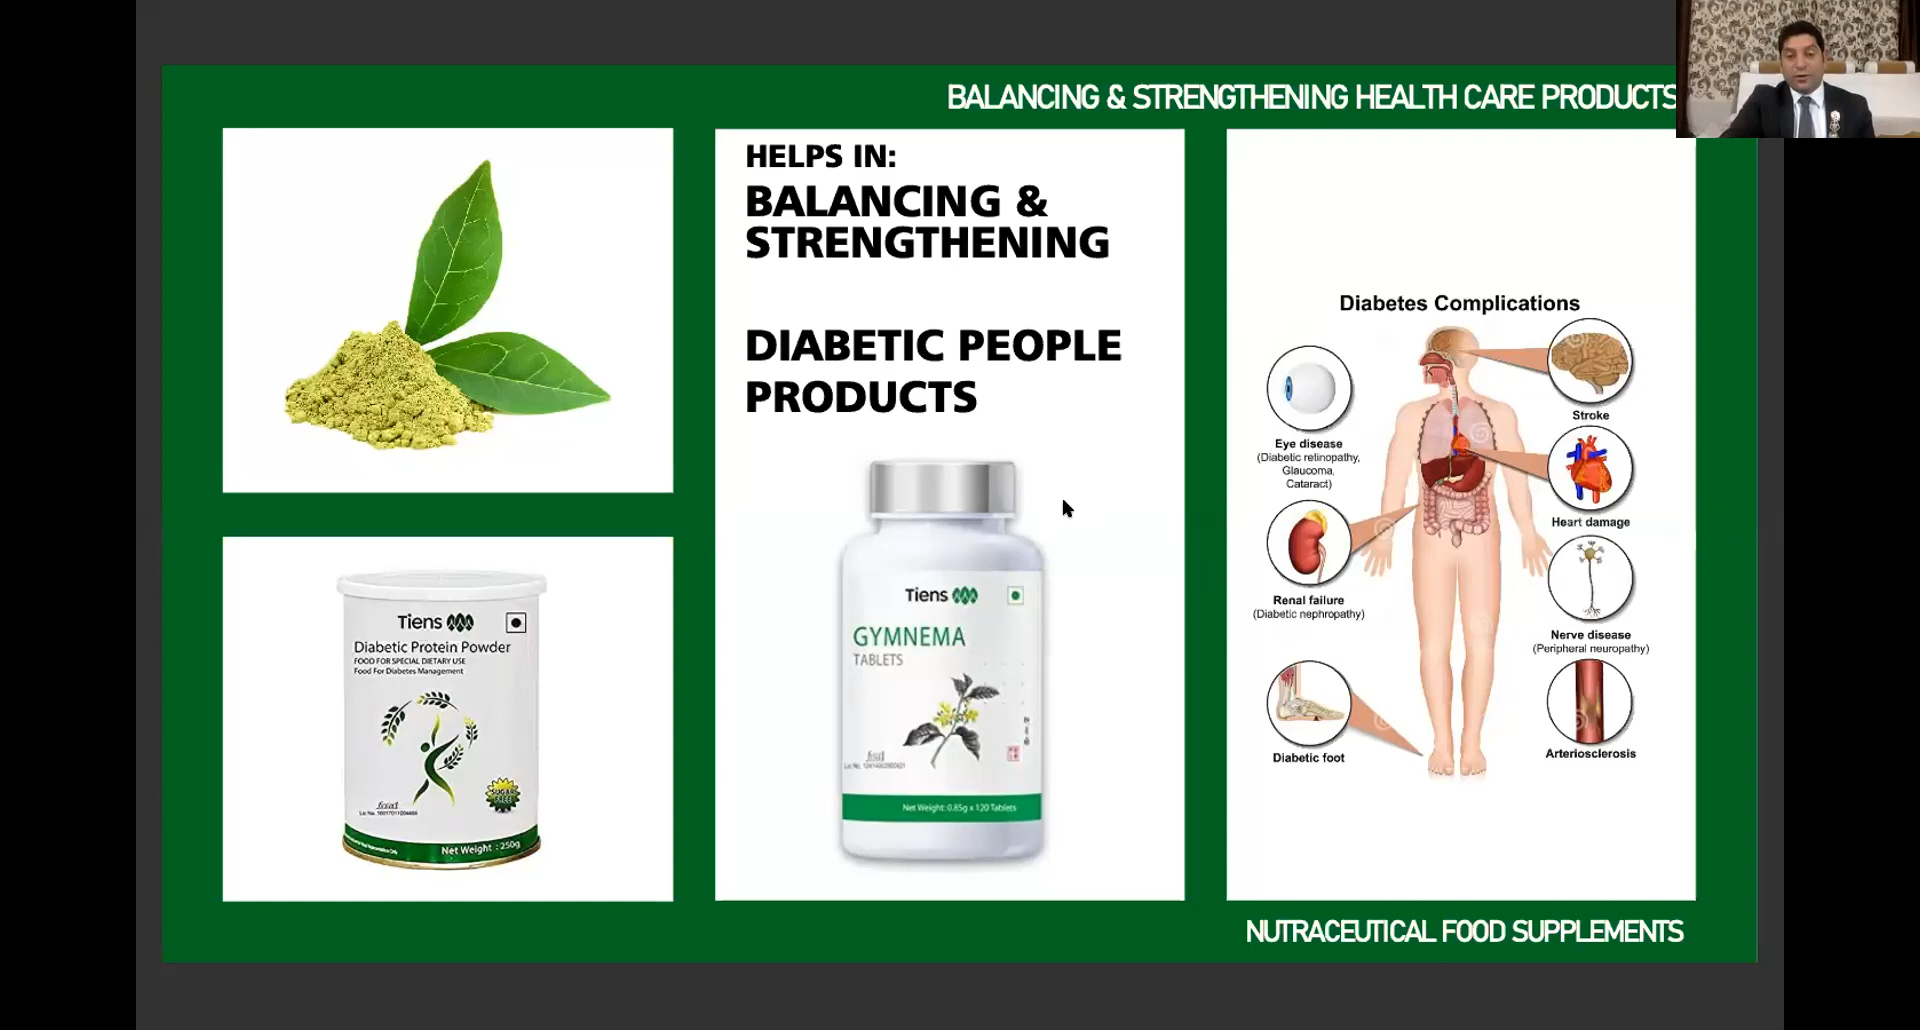 BALANCING & STRENGTHENING HEALTH CARE PRODUCTS
HELPS IN:
BALANCING &
STRENGTHENING
DIABETIC PEOPLE
PRODUCTS
Tiens
GYMNEMA
TABLETS
fssai
Net Weight: 0.85g x 120 Tablets
Tiens
Diabetic Protein Powder
FOOD FOR SPECIAL DIETARY USE
Food For Diabetes Management
SUGAR
FREE
fssai
Net Weight : 250g
Diabetes Complications
Stroke
Eye disease
(Diabetic retinopathy,
Glaucoma,
Cataract)
Heart damage
Renal failure
(Diabetic nephropathy)
Nerve disease
(Peripheral neuropathy)
Diabetic foot
Arteriosclerosis
NUTRACEUTICAL FOOD SUPPLEMENTS